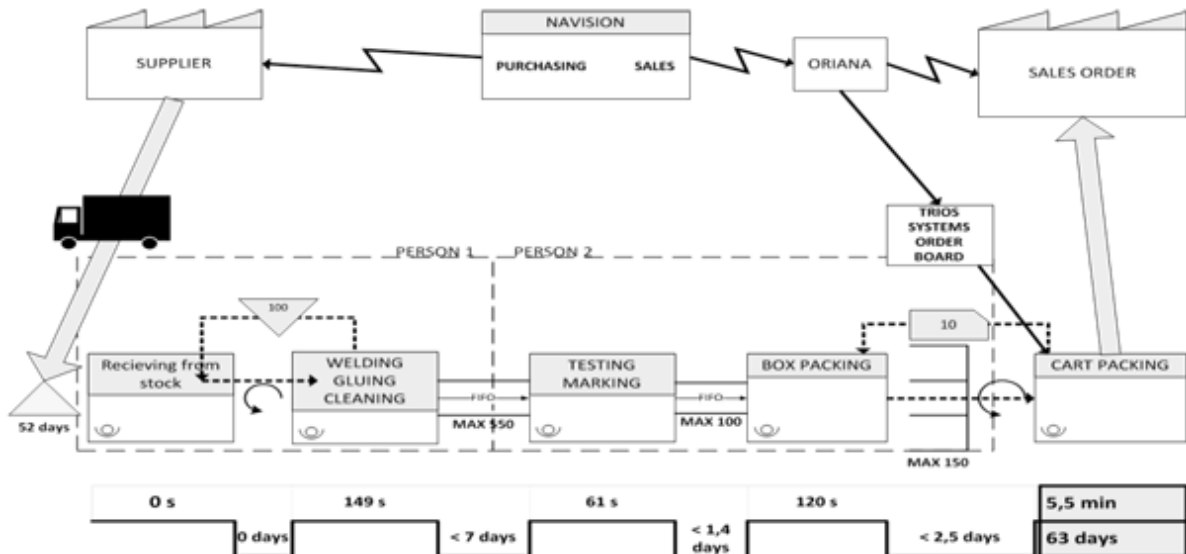 NAVISION
PURCHASING SALES
SUPPLIER
ORIANA
SALES ORDER
TRIOS
SYSTEMS
ORDER
BOARD
PERSON 1 PERSON 2
100
10
Recieving from
stock
WELDING
GLUING
CLEANING
TESTING
MARKING
BOX PACKING
CART PACKING
FIFO
FIFO
52 days
MAX 550
MAX 100
MAX 150
0 s
149 s
61 s
120 s
5,5 min
0 days
< 7 days
< 1,4
days
< 2,5 days
63 days